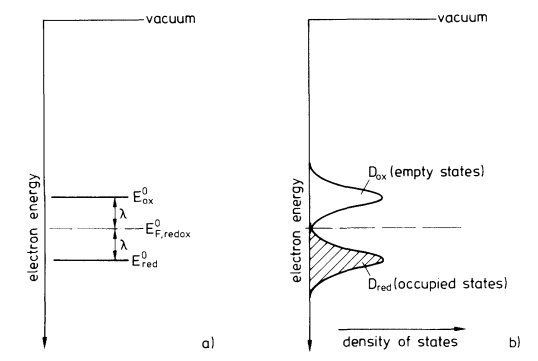 vacuum
electron energy
E⁰ox
λ
E⁰F,redox
λ
E⁰red
a)
vacuum
electron energy
Dox (empty states)
Dred (occupied states)
density of states
b)